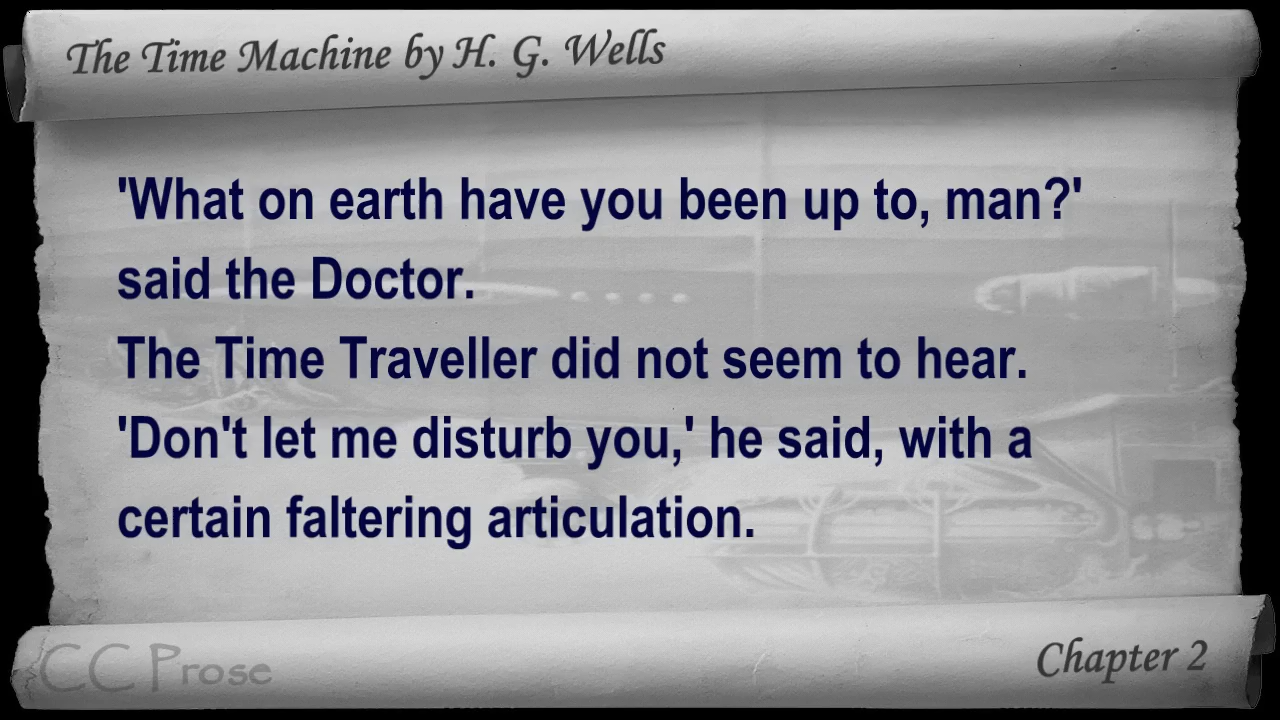 The Time Machine by H. G. Wells
'What on earth have you been up to, man?'
said the Doctor.
The Time Traveller did not seem to hear.
'Don't let me disturb you,' he said, with a
certain faltering articulation.
CC Prose
Chapter 2